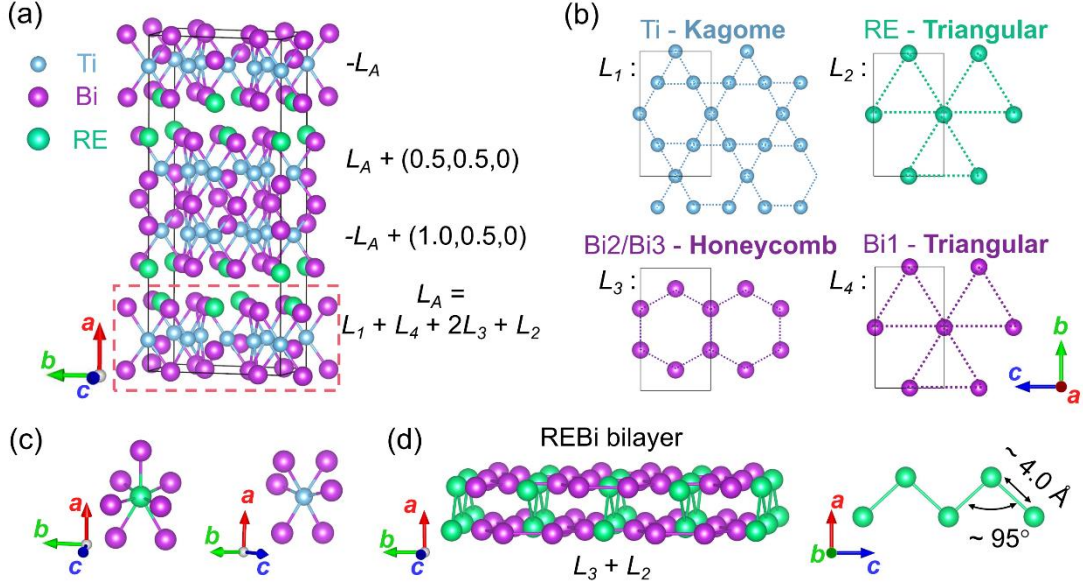 (a)
Ti
Bi
RE
-L_A
L_A + (0.5,0.5,0)
-L_A + (1.0,0.5,0)
L_A =
L_1 + L_4 + 2L_3 + L_2
a
b
c
(b)
Ti - Kagome
L_1 :
RE - Triangular
L_2 :
Bi2/Bi3 - Honeycomb
L_3 :
Bi1 - Triangular
L_4 :
b
c
a
(c)
a
b
c
a
b
c
(d)
REBi bilayer
a
b
c
L_3 + L_2
~ 4.0 Å
~ 95°
a
b
c